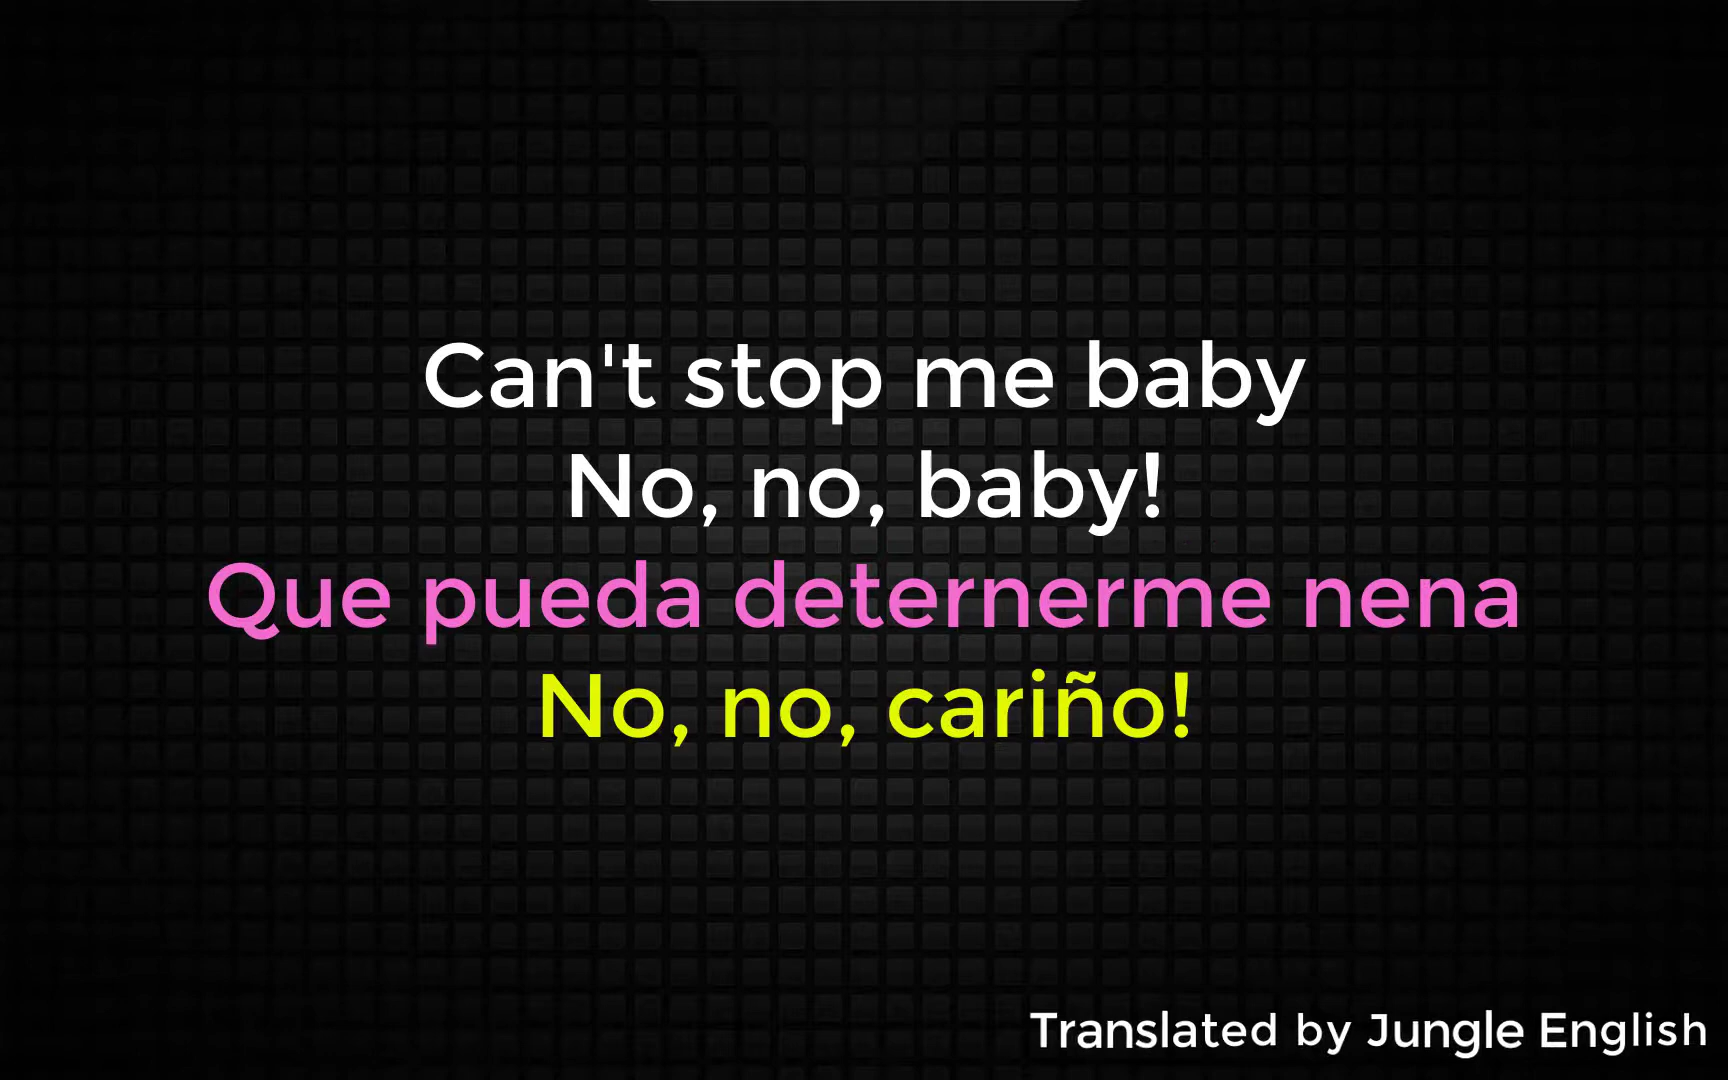 Can't stop me baby
No, no, baby!
Que pueda deternerme nena
No, no, cariño!
Translated by Jungle English